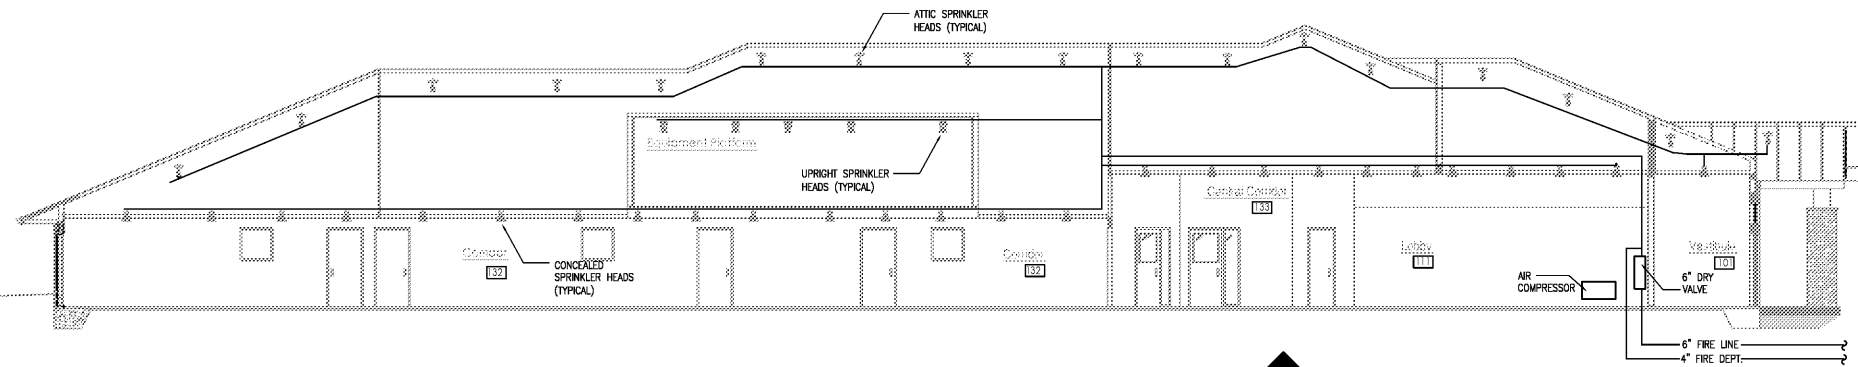 ATTIC SPRINKLER
HEADS (TYPICAL)
Equipment Platform
UPRIGHT SPRINKLER
HEADS (TYPICAL)
Central Corridor
133
Corridor
132
CONCEALED
SPRINKLER HEADS
(TYPICAL)
Corridor
132
Lobby
111
Vestibule
101
AIR
COMPRESSOR
6" DRY
VALVE
6" FIRE LINE
4" FIRE DEPT.